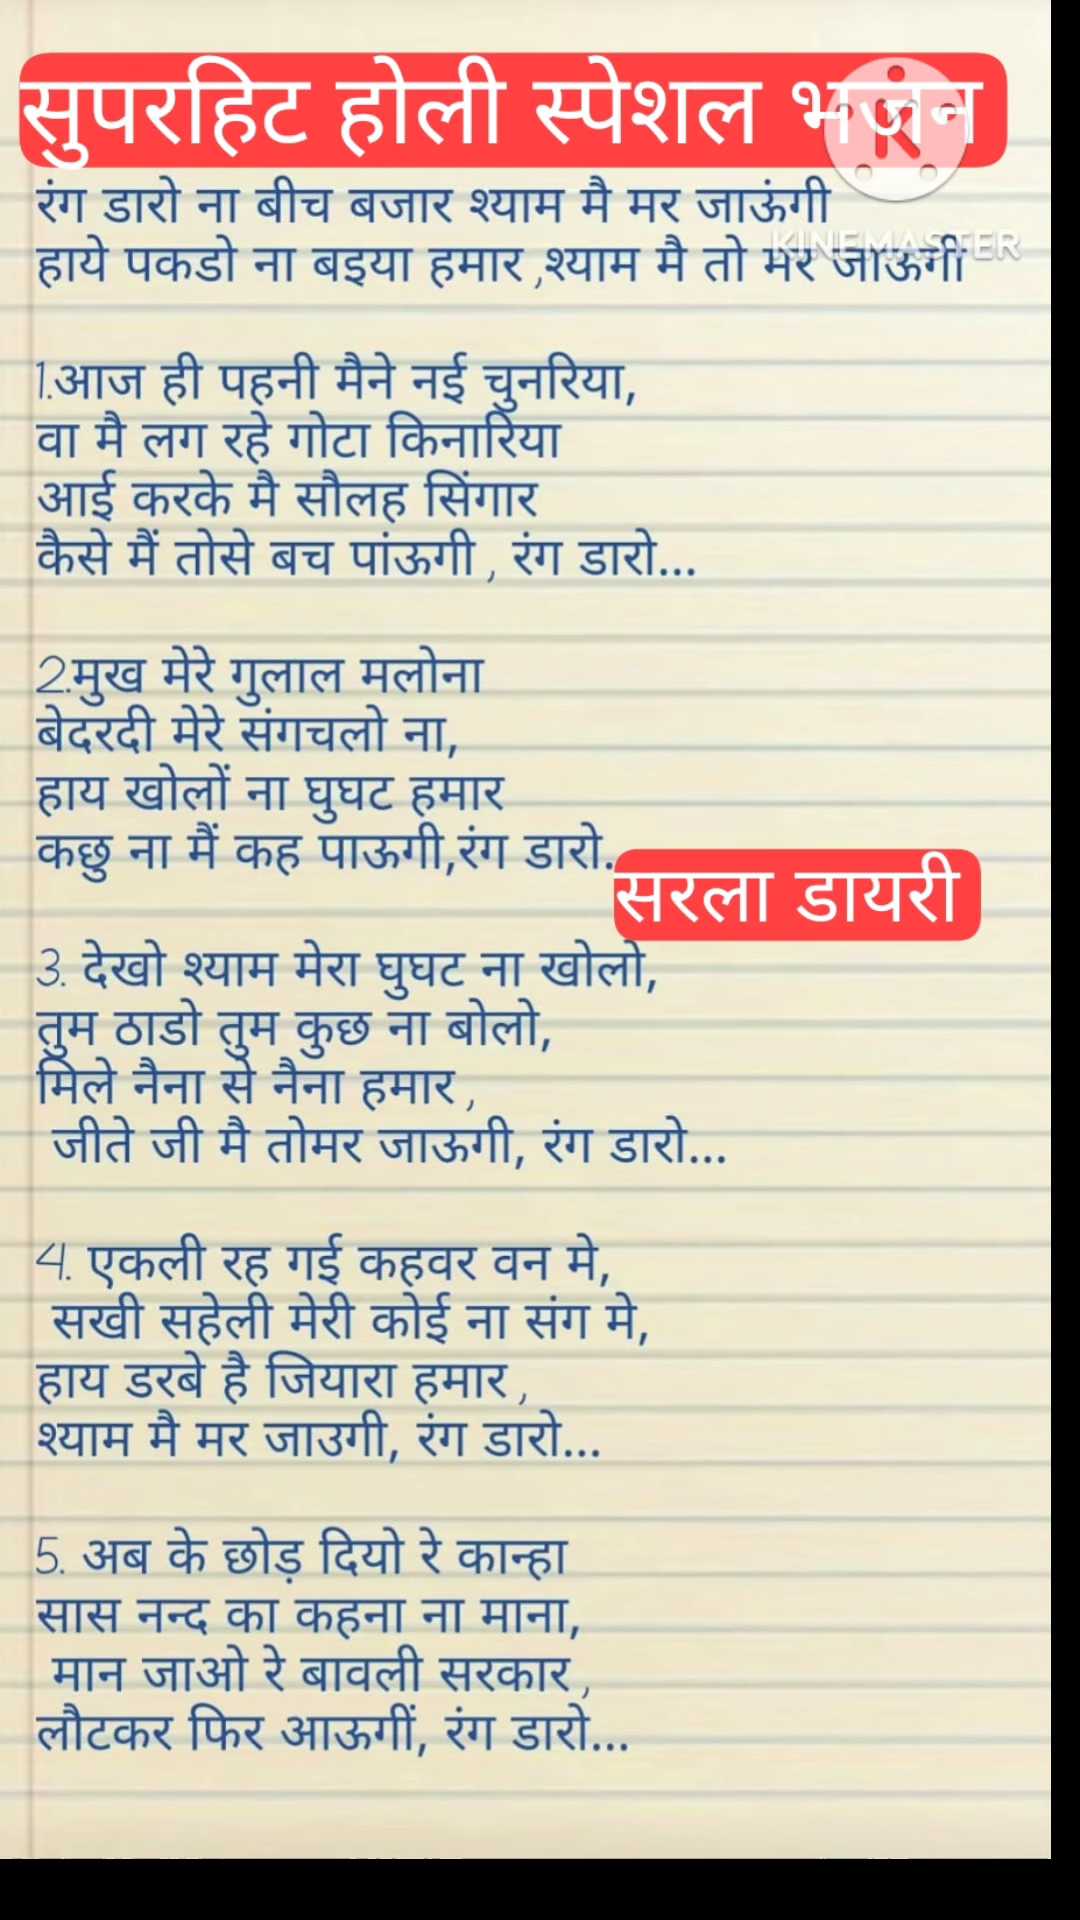 सुपरहिट होली स्पेशल भजन
रंग डारो ना बीच बजार श्याम मै मर जाऊंगी
KINEMASTER
हाये पकडो ना बइया हमार ,श्याम मै तो मर जाऊगी
1.आज ही पहनी मैने नई चुनरिया,
वा मै लग रहे गोटा किनारिया
आई करके मै सौलह सिंगार
कैसे मैं तोसे बच पांऊगी , रंग डारो...
2.मुख मेरे गुलाल मलोना
बेदरदी मेरे संगचलो ना,
हाय खोलों ना घुघट हमार
कछु ना मैं कह पाऊगी,रंग डारो.
सरला डायरी
3. देखो श्याम मेरा घुघट ना खोलो,
तुम ठाडो तुम कुछ ना बोलो,
मिले नैना से नैना हमार ,
जीते जी मै तोमर जाऊगी, रंग डारो...
4. एकली रह गई कहवर वन मे,
सखी सहेली मेरी कोई ना संग मे,
हाय डरबे है जियारा हमार ,
श्याम मै मर जाउगी, रंग डारो...
5. अब के छोड़ दियो रे कान्हा
सास नन्द का कहना ना माना,
मान जाओ रे बावली सरकार ,
लौटकर फिर आऊगीं, रंग डारो...